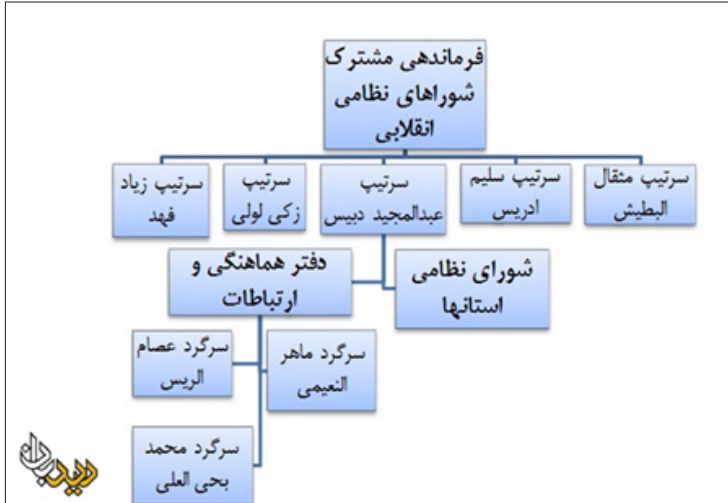 فرماندهی مشترک
شوراهای نظامی
انقلابی
سرتیپ مثقال
البطیش
سرتیپ سلیم
ادریس
سرتیپ
عبدالمجید دبیس
سرتیپ
زکی لولی
سرتیپ زیاد
فهد
شورای نظامی
استانها
دفتر هماهنگی و
ارتباطات
سرگرد ماهر
النعیمی
سرگرد عصام
الریس
سرگرد محمد
بحی العلی
دیدبان